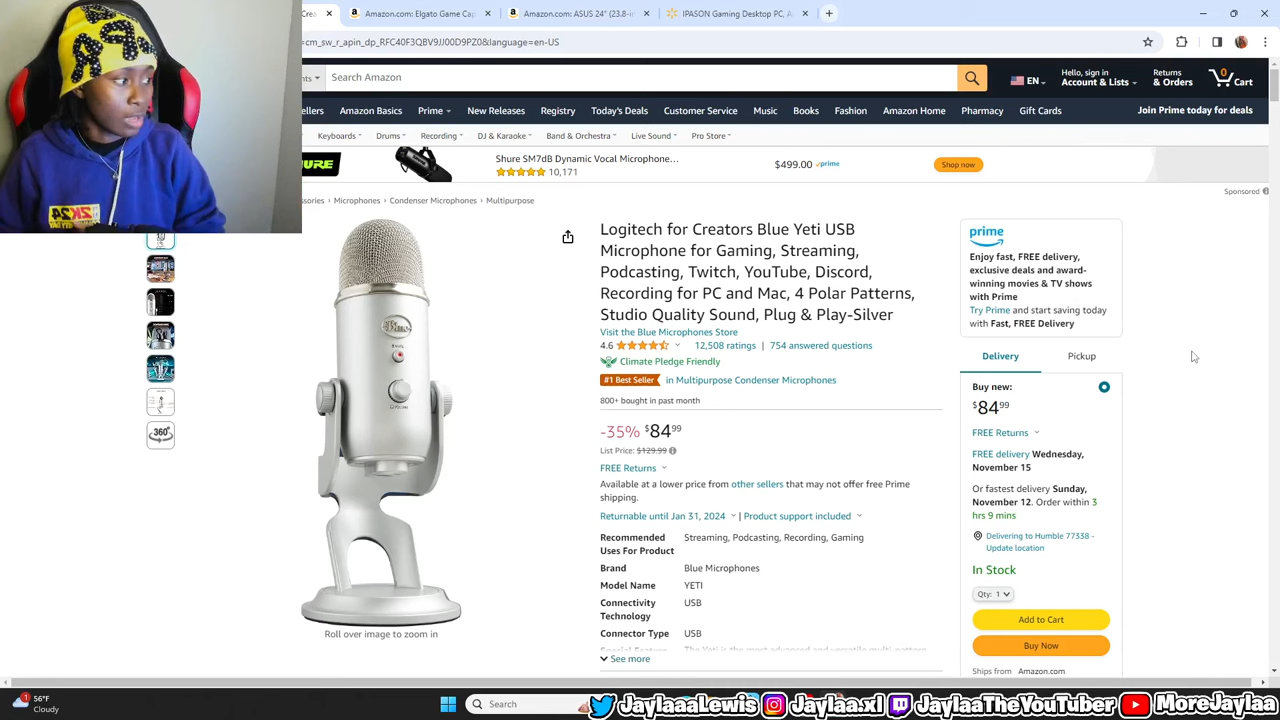 Amazon.com: Elgato Game Cap
Amazon.com: ASUS 24" (23.8-in
IPASON Gaming Desktop PC, A
=cm_sw_r_apin_dp_RFC40F3QBV9JJ00D9PZ0&language=en-US
Search Amazon
EN
Hello, sign in
Account & Lists
Returns
& Orders
0
Cart
Amazon Basics
Prime
New Releases
Registry
Today's Deals
Customer Service
Music
Books
Fashion
Amazon Home
Pharmacy
Gift Cards
Join Prime today for deals
Keyboards
Drums
Recording
DJ & Karaoke
Band & Orchestra
Live Sound
Pro Store
Shure SM7dB Dynamic Vocal Microphone...
10,171
$499.00 prime
Shop now
Sponsored
Microphones › Condenser Microphones › Multipurpose
Logitech for Creators Blue Yeti USB
Microphone for Gaming, Streaming,
Podcasting, Twitch, YouTube, Discord,
Recording for PC and Mac, 4 Polar Patterns,
Studio Quality Sound, Plug & Play-Silver
Visit the Blue Microphones Store
4.6
12,508 ratings | 754 answered questions
Climate Pledge Friendly
#1 Best Seller in Multipurpose Condenser Microphones
800+ bought in past month
-35% $84 99
List Price: $129.99
FREE Returns
Available at a lower price from other sellers that may not offer free Prime
shipping.
Returnable until Jan 31, 2024 | Product support included
Recommended
Uses For Product
Streaming, Podcasting, Recording, Gaming
Brand
Blue Microphones
Model Name
YETI
Connectivity
Technology
USB
Connector Type
USB
See more
360°
Roll over image to zoom in
prime
Enjoy fast, FREE delivery,
exclusive deals and award-
winning movies & TV shows
with Prime
Try Prime and start saving today
with Fast, FREE Delivery
Delivery
Pickup
Buy new:
$84 99
FREE Returns
FREE delivery Wednesday,
November 15
Or fastest delivery Sunday,
November 12. Order within 3
hrs 9 mins
Delivering to Humble 77338 -
Update location
In Stock
Qty: 1
Add to Cart
Buy Now
Ships from Amazon.com
2K24
56°F
Cloudy
Search
JaylaaaLewis
Jaylaa.xl
JaylaaTheYouTuber
MoreJaylaa